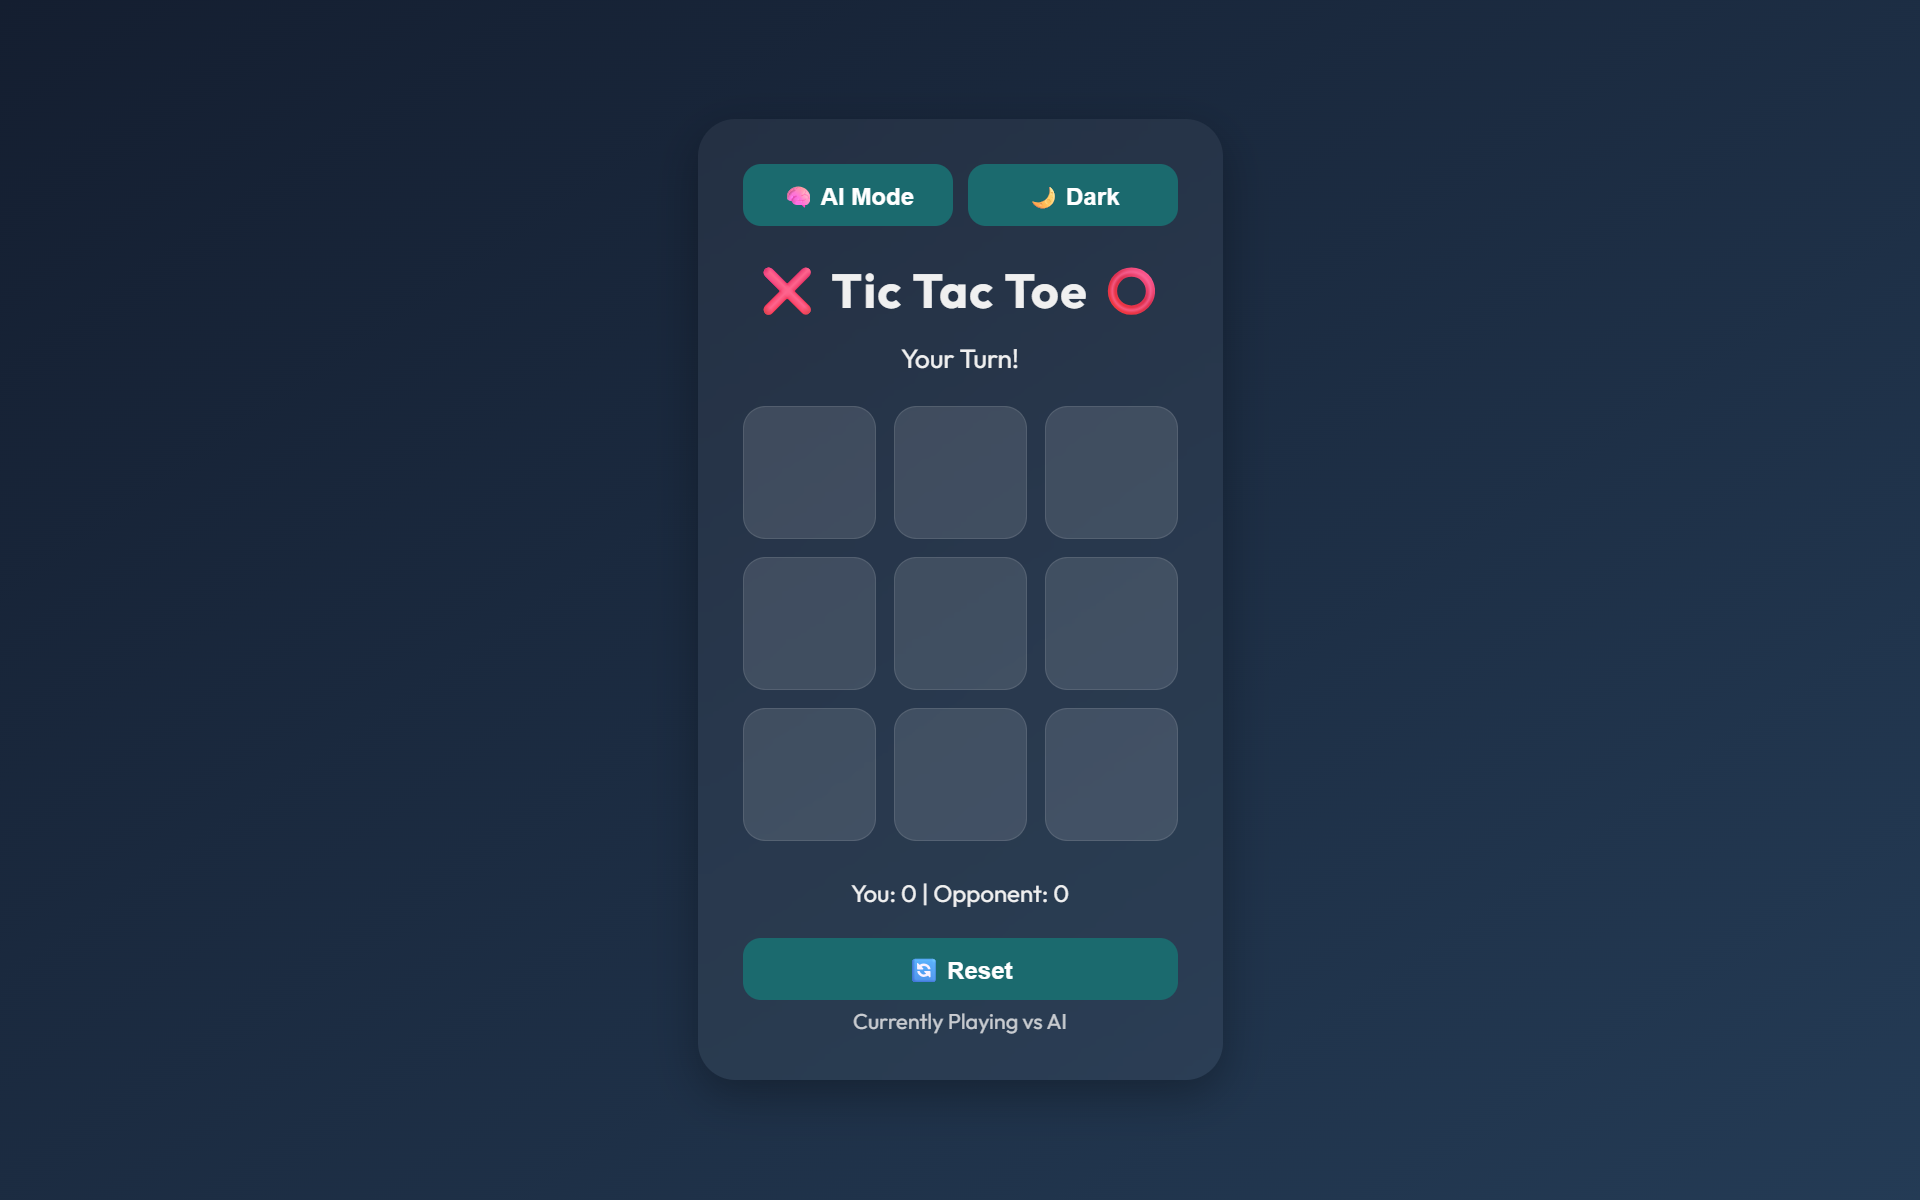 🧠 AI Mode
🌙 Dark
❌ Tic Tac Toe ⭕
Your Turn!
You: 0 | Opponent: 0
🔄 Reset
Currently Playing vs AI